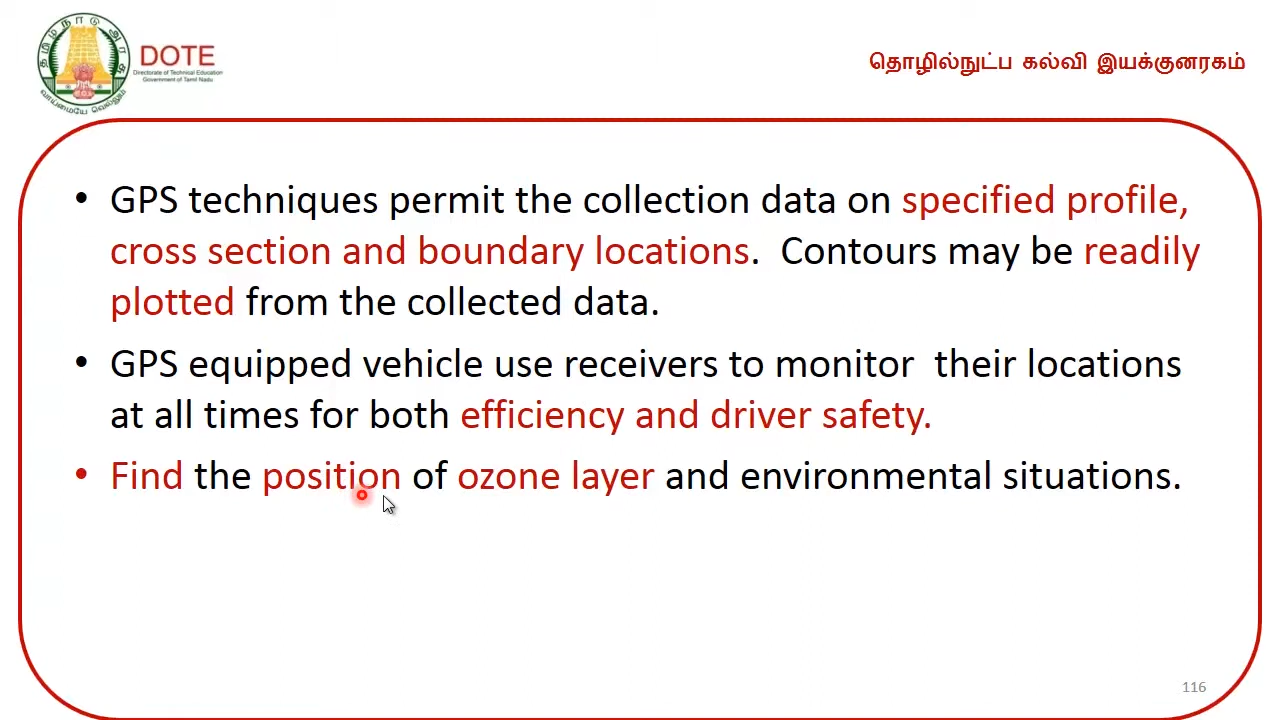 தமிழ்நாடு அரசு
வாய்மையே வெல்லும்
DOTE
Directorate of Technical Education
Government of Tamil Nadu
தொழில்நுட்ப கல்வி இயக்குனரகம்
• GPS techniques permit the collection data on specified profile,
cross section and boundary locations.  Contours may be readily
plotted from the collected data.
• GPS equipped vehicle use receivers to monitor  their locations
at all times for both efficiency and driver safety.
• Find the position of ozone layer and environmental situations.
116